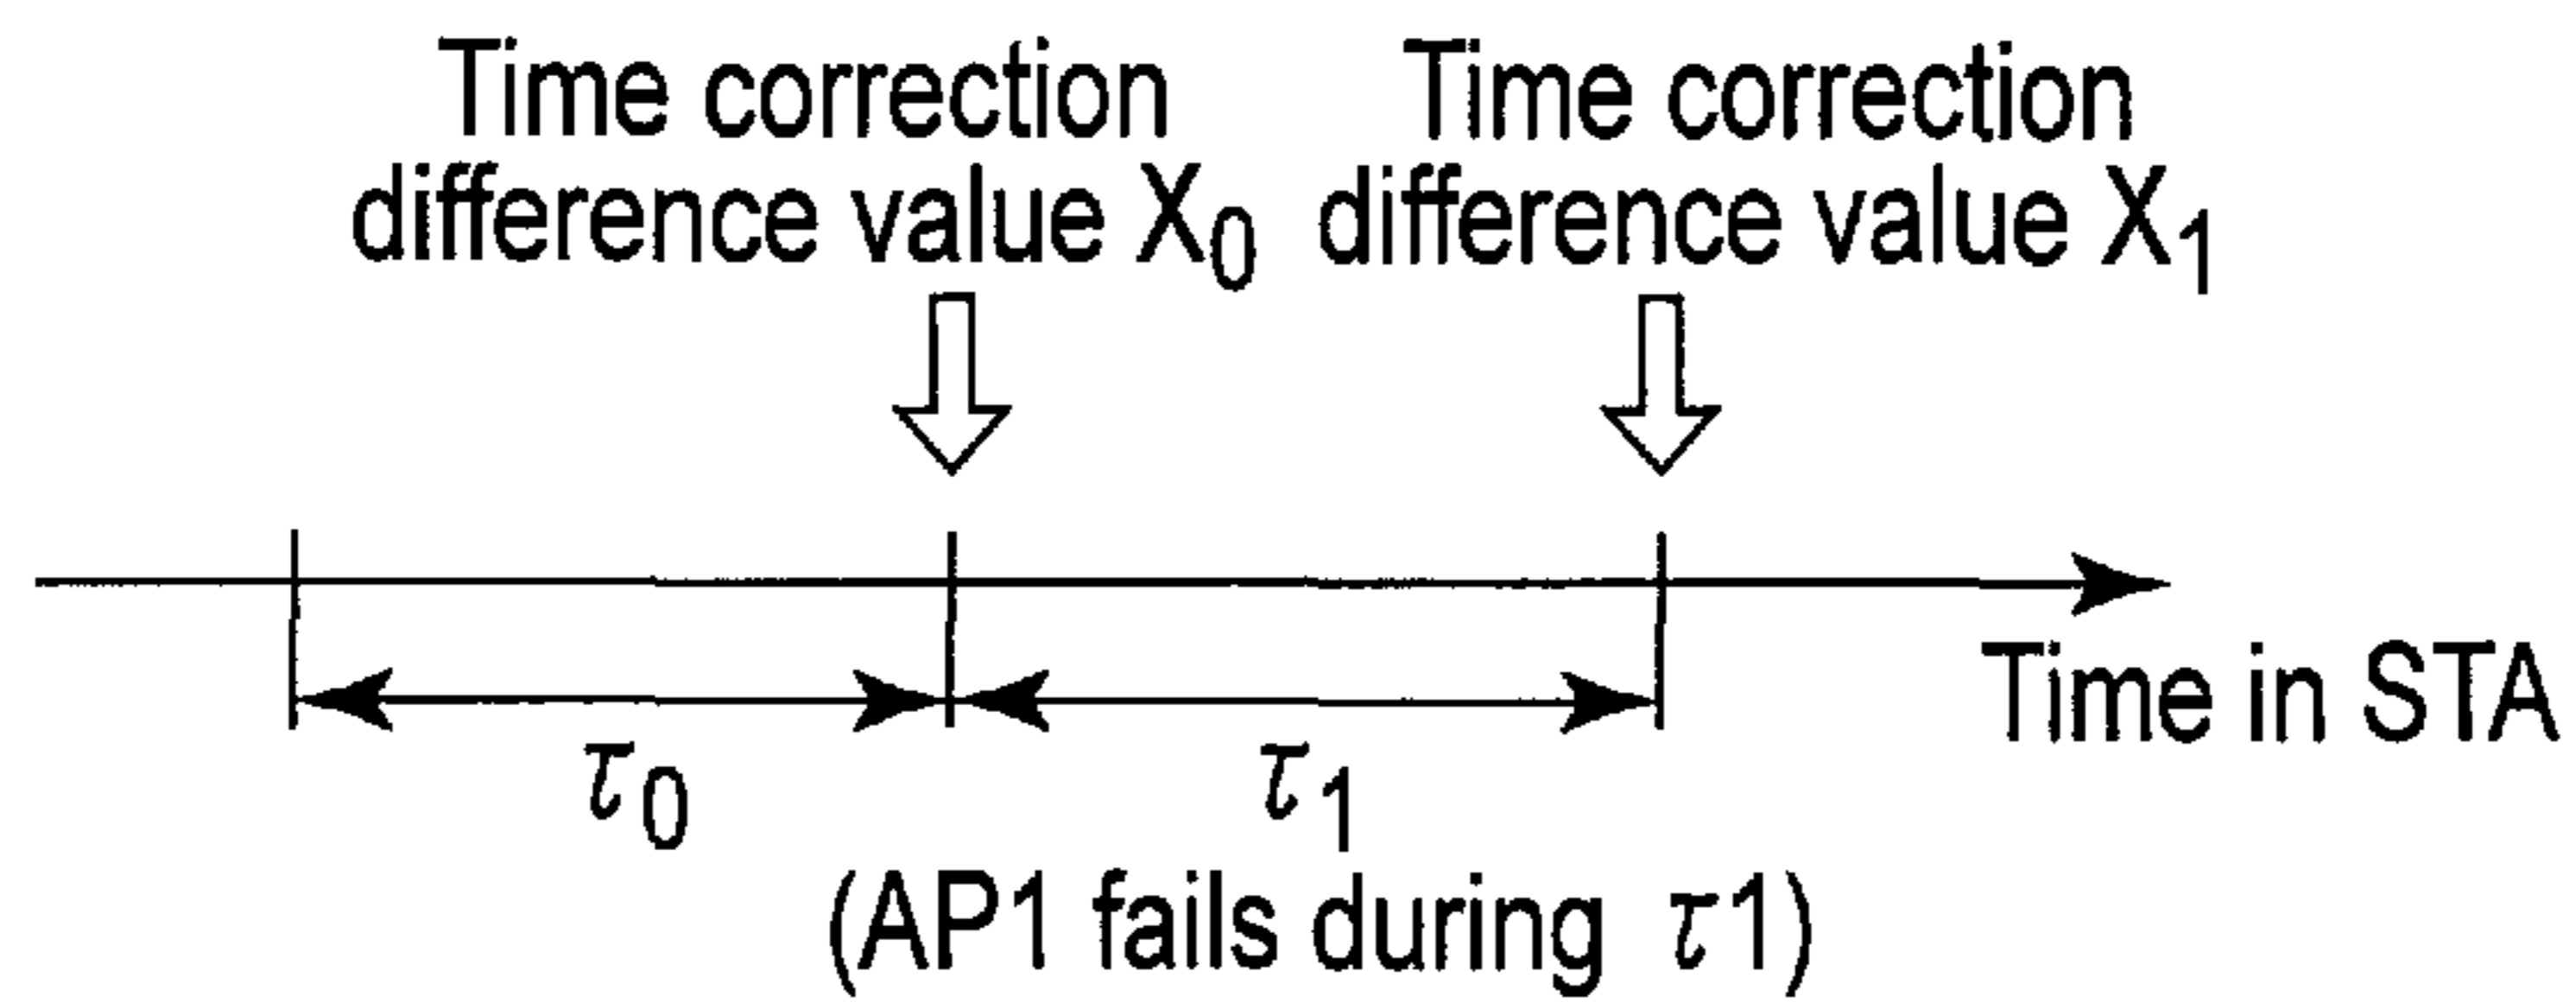 Time correction
difference value X₀
Time correction
difference value X₁
Time in STA
τ₀
τ₁
(AP1 fails during τ1)